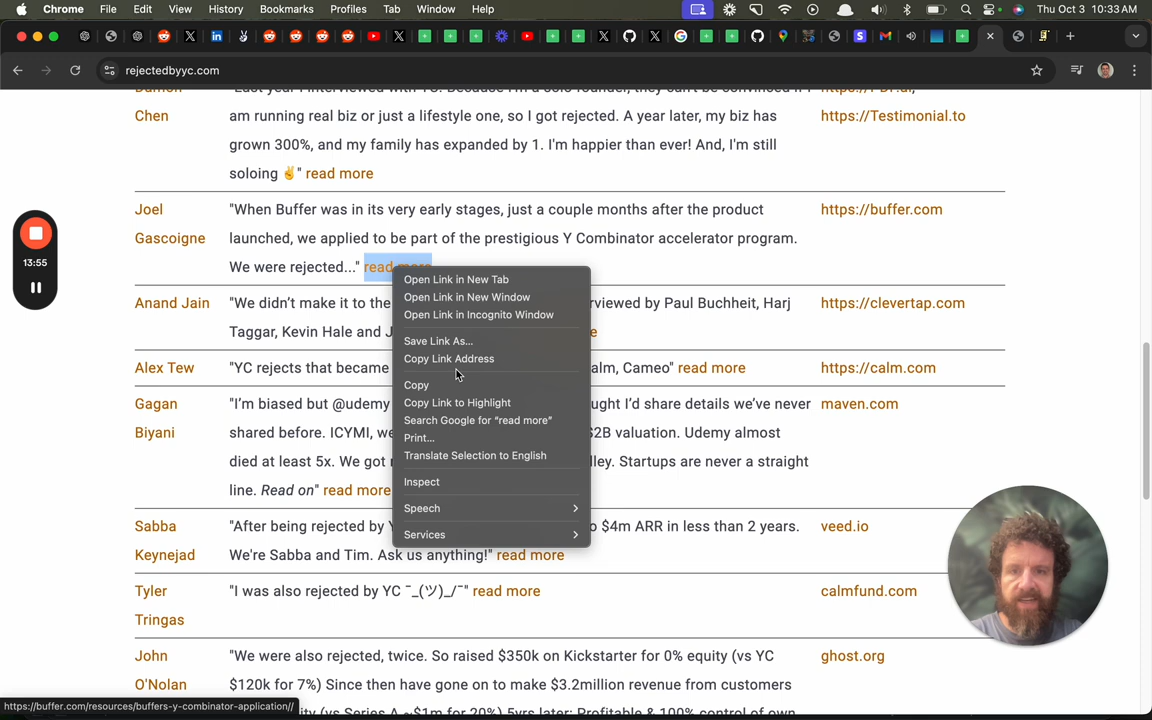 Chrome File Edit View History Bookmarks Profiles Tab Window Help Thu Oct 3 10:33 AM
rejectedbyyc.com
Chen
am running real biz or just a lifestyle one, so I got rejected. A year later, my biz has
https://Testimonial.to
grown 300%, and my family has expanded by 1. I'm happier than ever! And, I'm still
soloing ✌️" read more
Joel
Gascoigne
"When Buffer was in its very early stages, just a couple months after the product
launched, we applied to be part of the prestigious Y Combinator accelerator program.
We were rejected..." read more
https://buffer.com
13:55
Anand Jain
"We didn't make it to the
rviewed by Paul Buchheit, Harj
Taggar, Kevin Hale and J
https://clevertap.com
Alex Tew
"YC rejects that became
alm, Cameo" read more
https://calm.com
Gagan
Biyani
"I'm biased but @udemy
ught I'd share details we've never
shared before. ICYMI, we
$2B valuation. Udemy almost
died at least 5x. We got
lley. Startups are never a straight
line. Read on" read more
maven.com
Sabba
Keynejad
"After being rejected by Y
o $4m ARR in less than 2 years.
We're Sabba and Tim. Ask us anything!" read more
veed.io
Tyler
Tringas
"I was also rejected by YC ¯_(ツ)_/¯" read more
calmfund.com
John
O'Nolan
"We were also rejected, twice. So raised $350k on Kickstarter for 0% equity (vs YC
$120k for 7%) Since then have gone on to make $3.2million revenue from customers
ghost.org
Open Link in New Tab
Open Link in New Window
Open Link in Incognito Window
Save Link As...
Copy Link Address
Copy
Copy Link to Highlight
Search Google for "read more"
Print...
Translate Selection to English
Inspect
Speech
Services
https://buffer.com/resources/buffers-y-combinator-application//